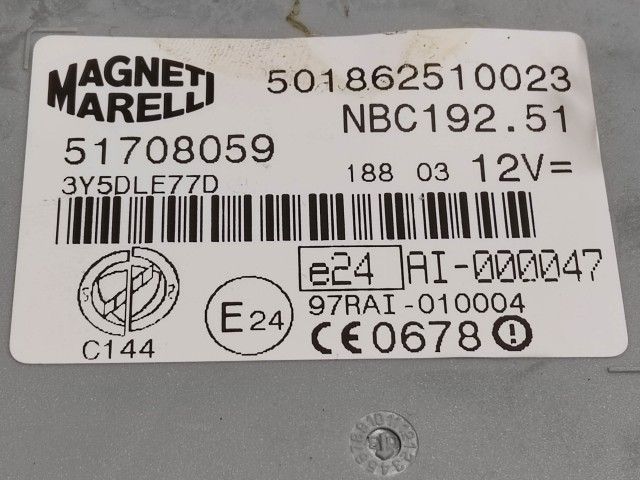 MAGNETI
MARELLI
501862510023
NBC192.51
51708059
3Y5DLE77D
188 03 12V=
e24 AI-000047
97RAI-010004
E24
CE0678
C144